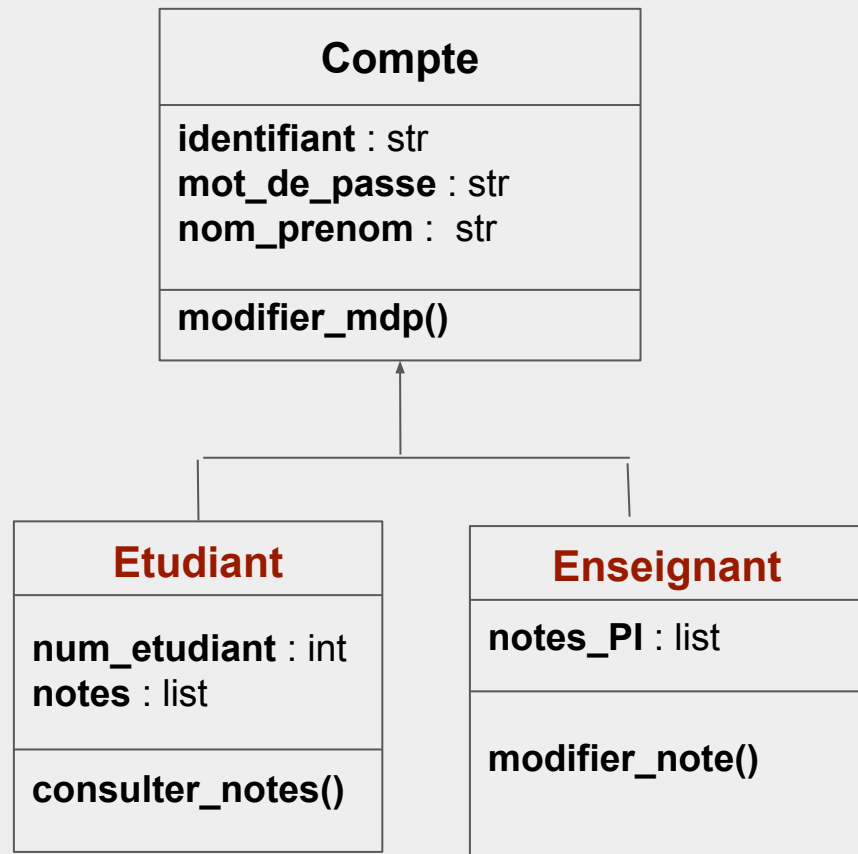 Compte
identifiant : str
mot_de_passe : str
nom_prenom : str
modifier_mdp()
Etudiant
num_etudiant : int
notes : list
consulter_notes()
Enseignant
notes_PI : list
modifier_note()